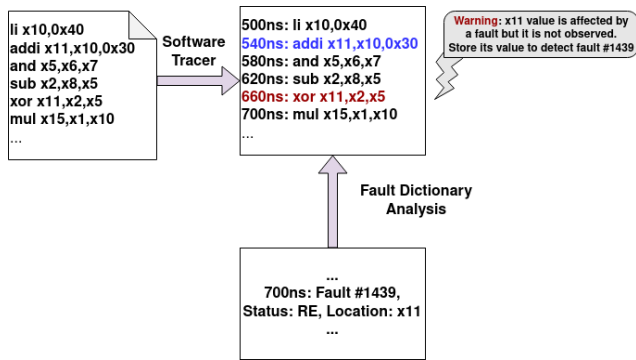 li x10,0x40
addi x11,x10,0x30
and x5,x6,x7
sub x2,x8,x5
xor x11,x2,x5
mul x15,x1,x10
...
Software
Tracer
500ns: li x10,0x40
540ns: addi x11,x10,0x30
580ns: and x5,x6,x7
620ns: sub x2,x8,x5
660ns: xor x11,x2,x5
700ns: mul x15,x1,x10
...
Warning: x11 value is affected by
a fault but it is not observed.
Store its value to detect fault #1439
Fault Dictionary
Analysis
...
700ns: Fault #1439,
Status: RE, Location: x11
...